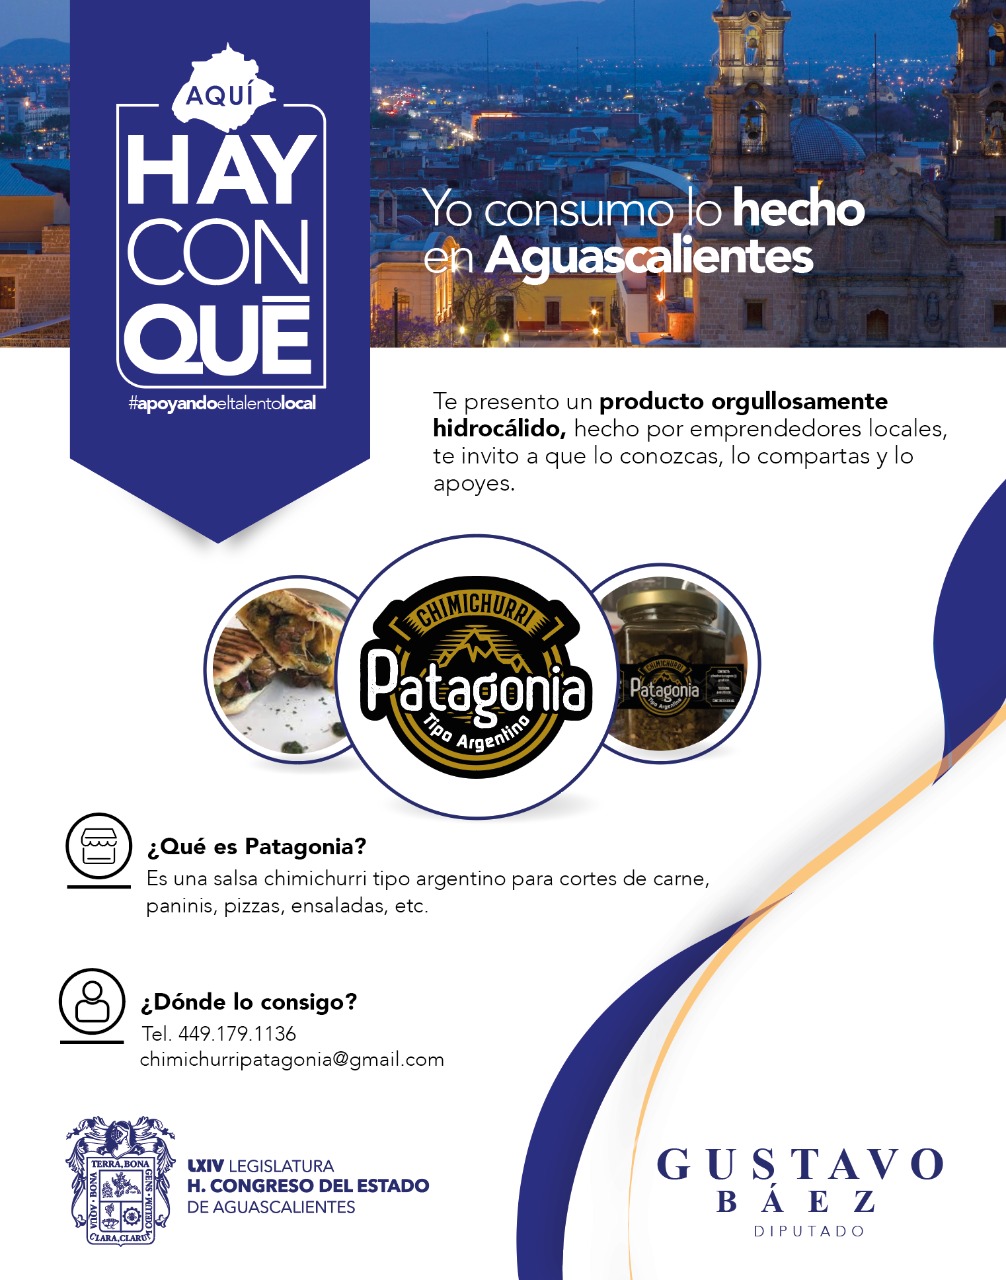 AQUÍ
HAY
CON
QUĒ
#apoyandoeltalentolocal
Yo consumo lo hecho
en Aguascalientes
Te presento un producto orgullosamente
hidrocálido, hecho por emprendedores locales,
te invito a que lo conozcas, lo compartas y lo
apoyes.
CHIMICHURRI
Patagonia
Tipo Argentino
CHIMICHURRI
Patagonia
Tipo Argentino
¿Qué es Patagonia?
Es una salsa chimichurri tipo argentino para cortes de carne,
paninis, pizzas, ensaladas, etc.
¿Dónde lo consigo?
Tel. 449.179.1136
chimichurripatagonia@gmail.com
TERRA, BONA
GENS
AQUA · BONA
CLARA, CLARUM
COELUM
LXIV LEGISLATURA
H. CONGRESO DEL ESTADO
DE AGUASCALIENTES
GUSTAVO
BÁEZ
DIPUTADO